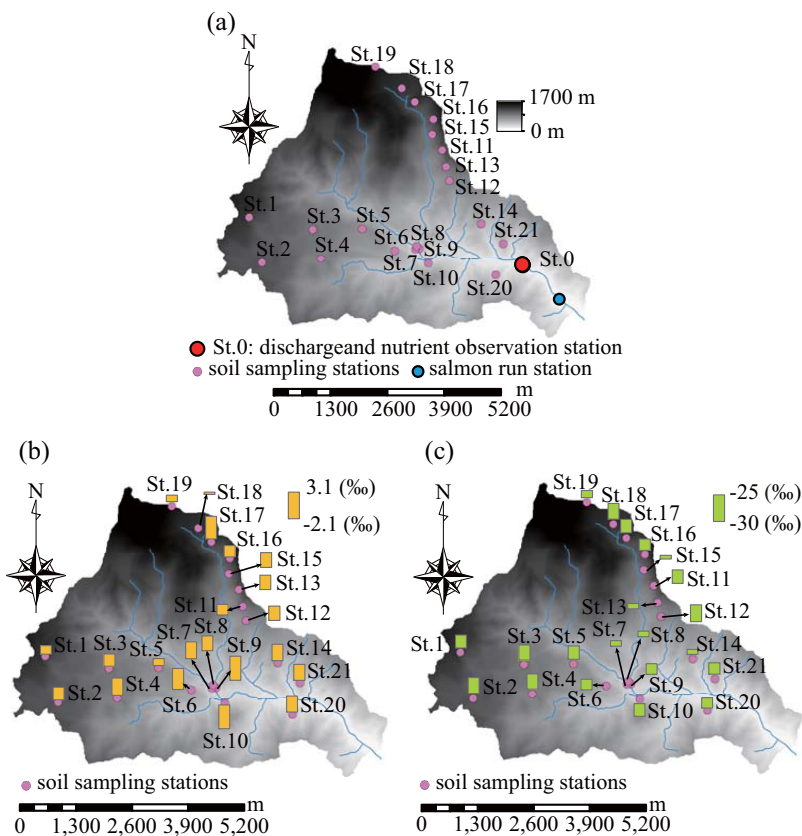 (a)
N
St.19
St.18
St.17
St.16
St.15
St.11
St.13
St.12
1700 m
0 m
St.1
St.3
St.5
St.8
St.14
St.2
St.4
St.6
St.9
St.21
St.7
St.10
St.0
St.20
St.0: dischargeand nutrient observation station
soil sampling stations
salmon run station
m
0 1300 2600 3900 5200
(b)
N
St.19
St.18
St.17
St.16
St.15
St.13
St.11
St.12
3.1 (‰)
-2.1 (‰)
St.7
St.8
St.9
St.14
St.1
St.3
St.5
St.21
St.2
St.4
St.6
St.20
St.10
soil sampling stations
m
0 1,300 2,600 3,900 5,200
(c)
N
St.19
St.18
St.17
St.16
St.15
St.11
St.13
St.12
-25 (‰)
-30 (‰)
St.7
St.8
St.14
St.1
St.3
St.5
St.21
St.2
St.4
St.9
St.6
St.20
St.10
soil sampling stations
m
0 1,300 2,600 3,900 5,200